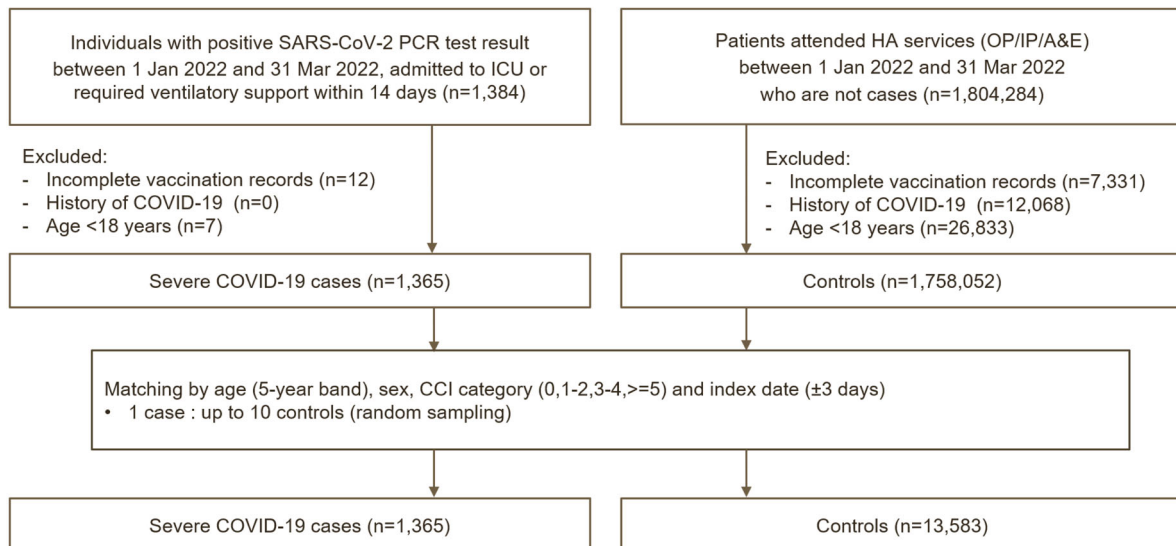 Individuals with positive SARS-CoV-2 PCR test result
between 1 Jan 2022 and 31 Mar 2022, admitted to ICU or
required ventilatory support within 14 days (n=1,384)
Patients attended HA services (OP/IP/A&E)
between 1 Jan 2022 and 31 Mar 2022
who are not cases (n=1,804,284)
Excluded:
- Incomplete vaccination records (n=12)
- History of COVID-19 (n=0)
- Age <18 years (n=7)
Excluded:
- Incomplete vaccination records (n=7,331)
- History of COVID-19 (n=12,068)
- Age <18 years (n=26,833)
Severe COVID-19 cases (n=1,365)
Controls (n=1,758,052)
Matching by age (5-year band), sex, CCI category (0,1-2,3-4,>=5) and index date (±3 days)
• 1 case : up to 10 controls (random sampling)
Severe COVID-19 cases (n=1,365)
Controls (n=13,583)